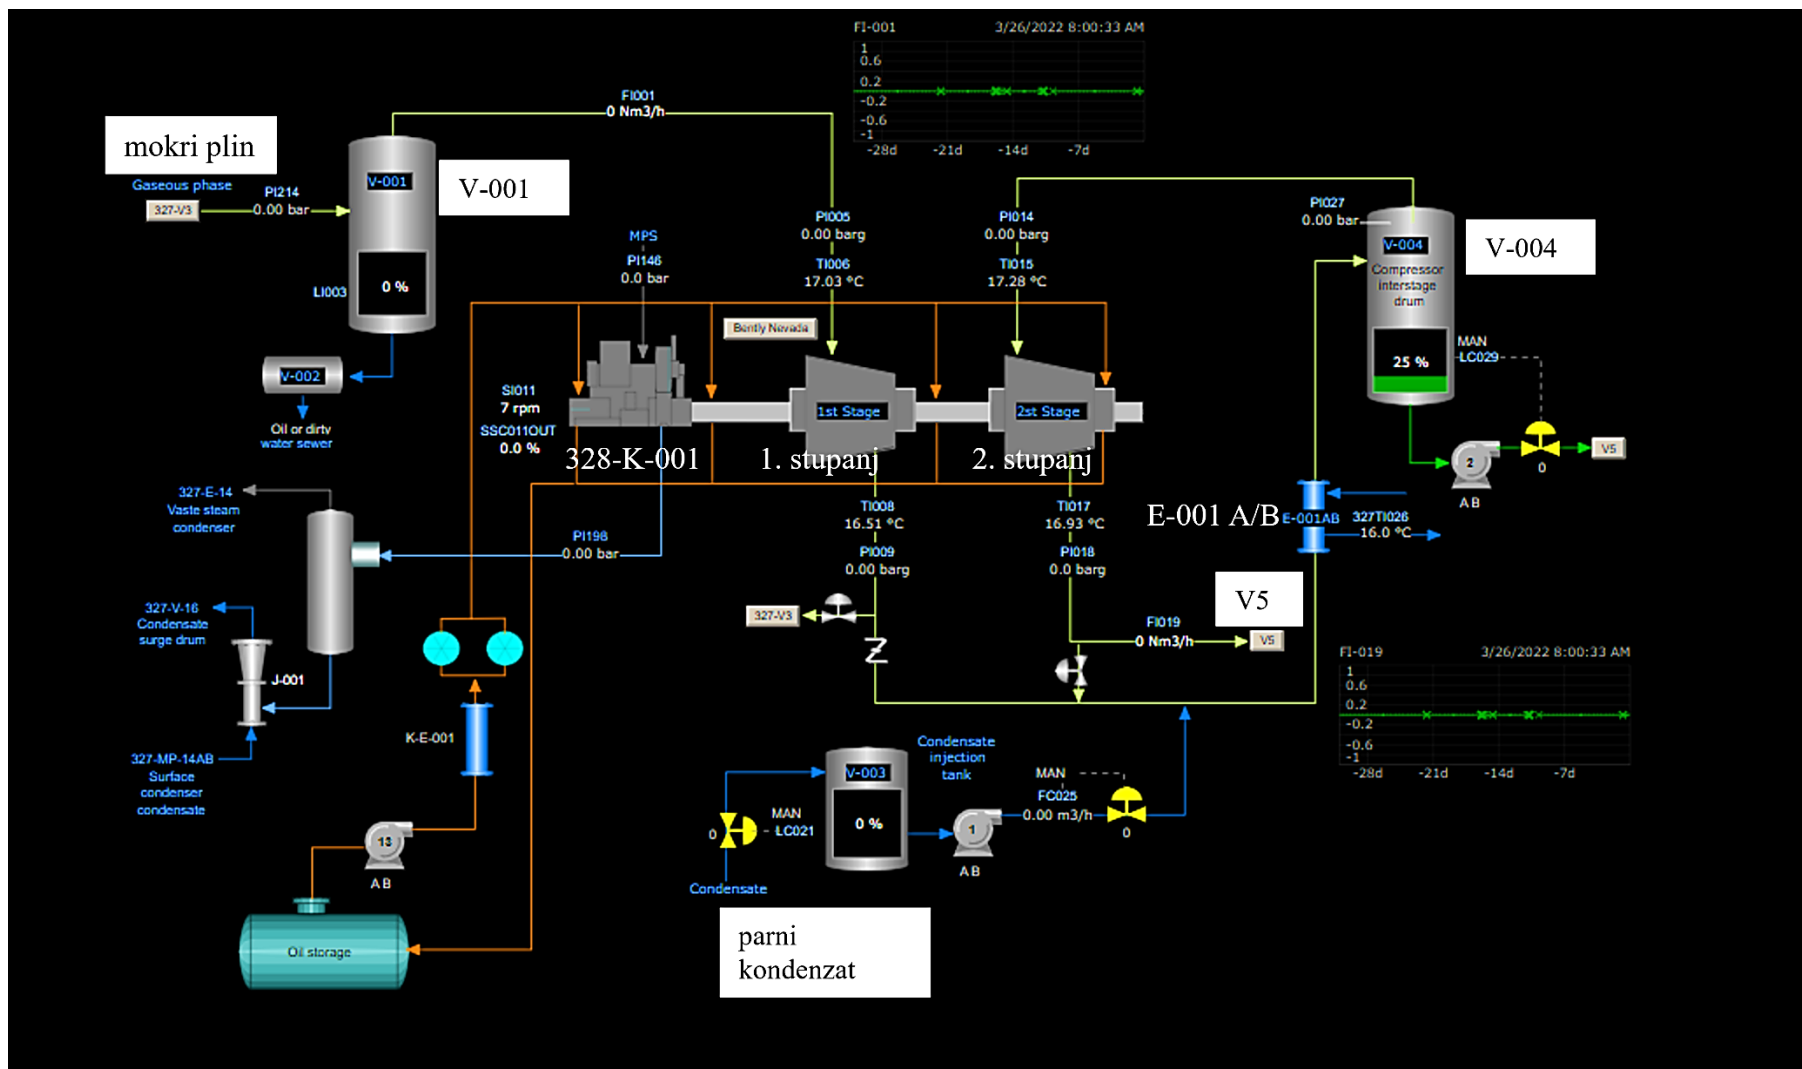 FI-001 3/26/2022 8:00:33 AM
1
0.6
0.2
-0.2
-0.6
-1
-28d -21d -14d -7d
FI001
0 Nm3/h
mokri plin
Gaseous phase
327-V3
PI214
0.00 bar
V-001
V-001
LI003
0 %
V-002
Oil or dirty
water sewer
MPS
PI146
0.0 bar
PI005
0.00 barg
TI006
17.03 ºC
PI014
0.00 barg
TI015
17.28 ºC
PI027
0.00 bar
V-004
Compressor
interstage
drum
V-004
25 %
MAN
LC029
Bently Nevada
SI011
7 rpm
SSC011OUT
0.0 %
1st Stage
2st Stage
328-K-001
1. stupanj
2. stupanj
2
A B
0
V5
327-E-14
Vaste steam
condenser
PI198
0.00 bar
TI008
16.51 ºC
PI009
0.00 barg
TI017
16.93 ºC
PI018
0.0 barg
E-001 A/B
E-001AB
327TI026
16.0 ºC
V5
FI019
0 Nm3/h
V5
327-V3
327-V-16
Condensate
surge drum
J-001
327-MP-14AB
Surface
condenser
condensate
K-E-001
13
A B
Oil storage
FI-019 3/26/2022 8:00:33 AM
1
0.6
0.2
-0.2
-0.6
-1
-28d -21d -14d -7d
V-003
0 %
Condensate
injection
tank
MAN
FC025
0.00 m3/h
0
1
A B
0
MAN
LC021
Condensate
parni
kondenzat